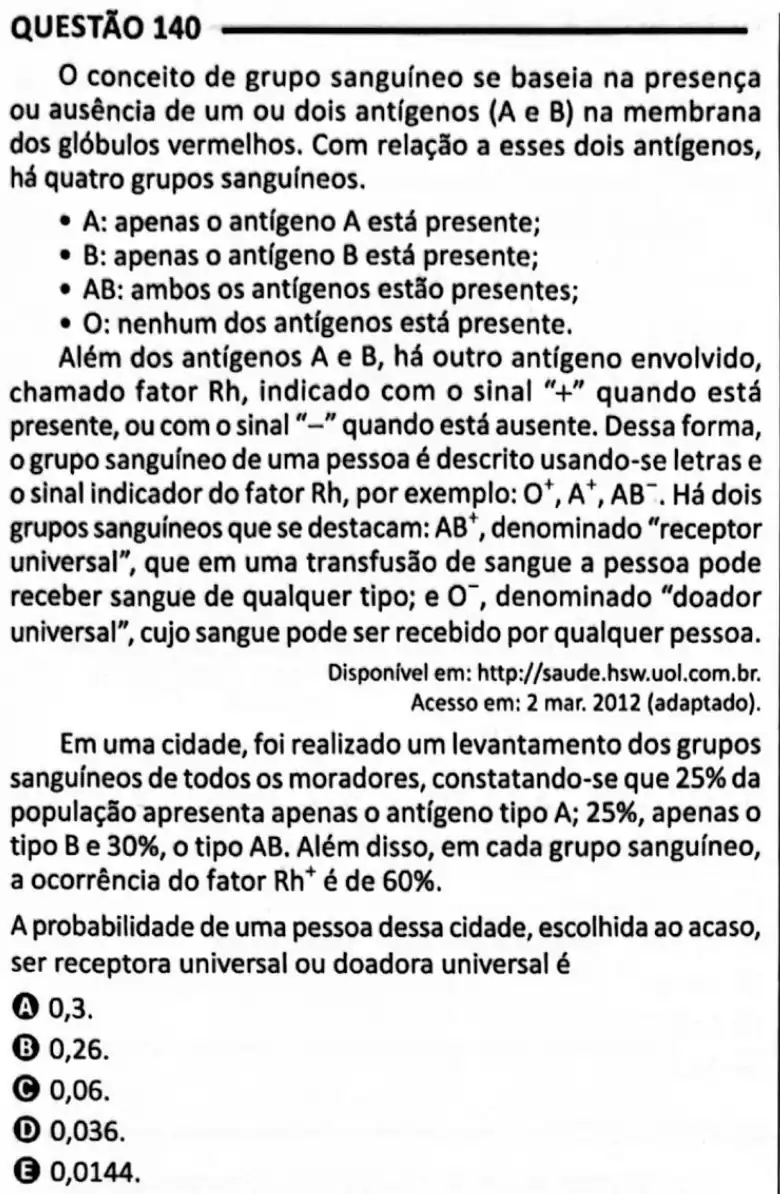 QUESTÃO 140
O conceito de grupo sanguíneo se baseia na presença
ou ausência de um ou dois antígenos (A e B) na membrana
dos glóbulos vermelhos. Com relação a esses dois antígenos,
há quatro grupos sanguíneos.
• A: apenas o antígeno A está presente;
• B: apenas o antígeno B está presente;
• AB: ambos os antígenos estão presentes;
• O: nenhum dos antígenos está presente.
Além dos antígenos A e B, há outro antígeno envolvido,
chamado fator Rh, indicado com o sinal "+" quando está
presente, ou com o sinal "–" quando está ausente. Dessa forma,
o grupo sanguíneo de uma pessoa é descrito usando-se letras e
o sinal indicador do fator Rh, por exemplo: O⁺, A⁺, AB⁻. Há dois
grupos sanguíneos que se destacam: AB⁺, denominado "receptor
universal", que em uma transfusão de sangue a pessoa pode
receber sangue de qualquer tipo; e O⁻, denominado "doador
universal", cujo sangue pode ser recebido por qualquer pessoa.
Disponível em: http://saude.hsw.uol.com.br.
Acesso em: 2 mar. 2012 (adaptado).
Em uma cidade, foi realizado um levantamento dos grupos
sanguíneos de todos os moradores, constatando-se que 25% da
população apresenta apenas o antígeno tipo A; 25%, apenas o
tipo B e 30%, o tipo AB. Além disso, em cada grupo sanguíneo,
a ocorrência do fator Rh⁺ é de 60%.
A probabilidade de uma pessoa dessa cidade, escolhida ao acaso,
ser receptora universal ou doadora universal é
A 0,3.
B 0,26.
C 0,06.
D 0,036.
E 0,0144.